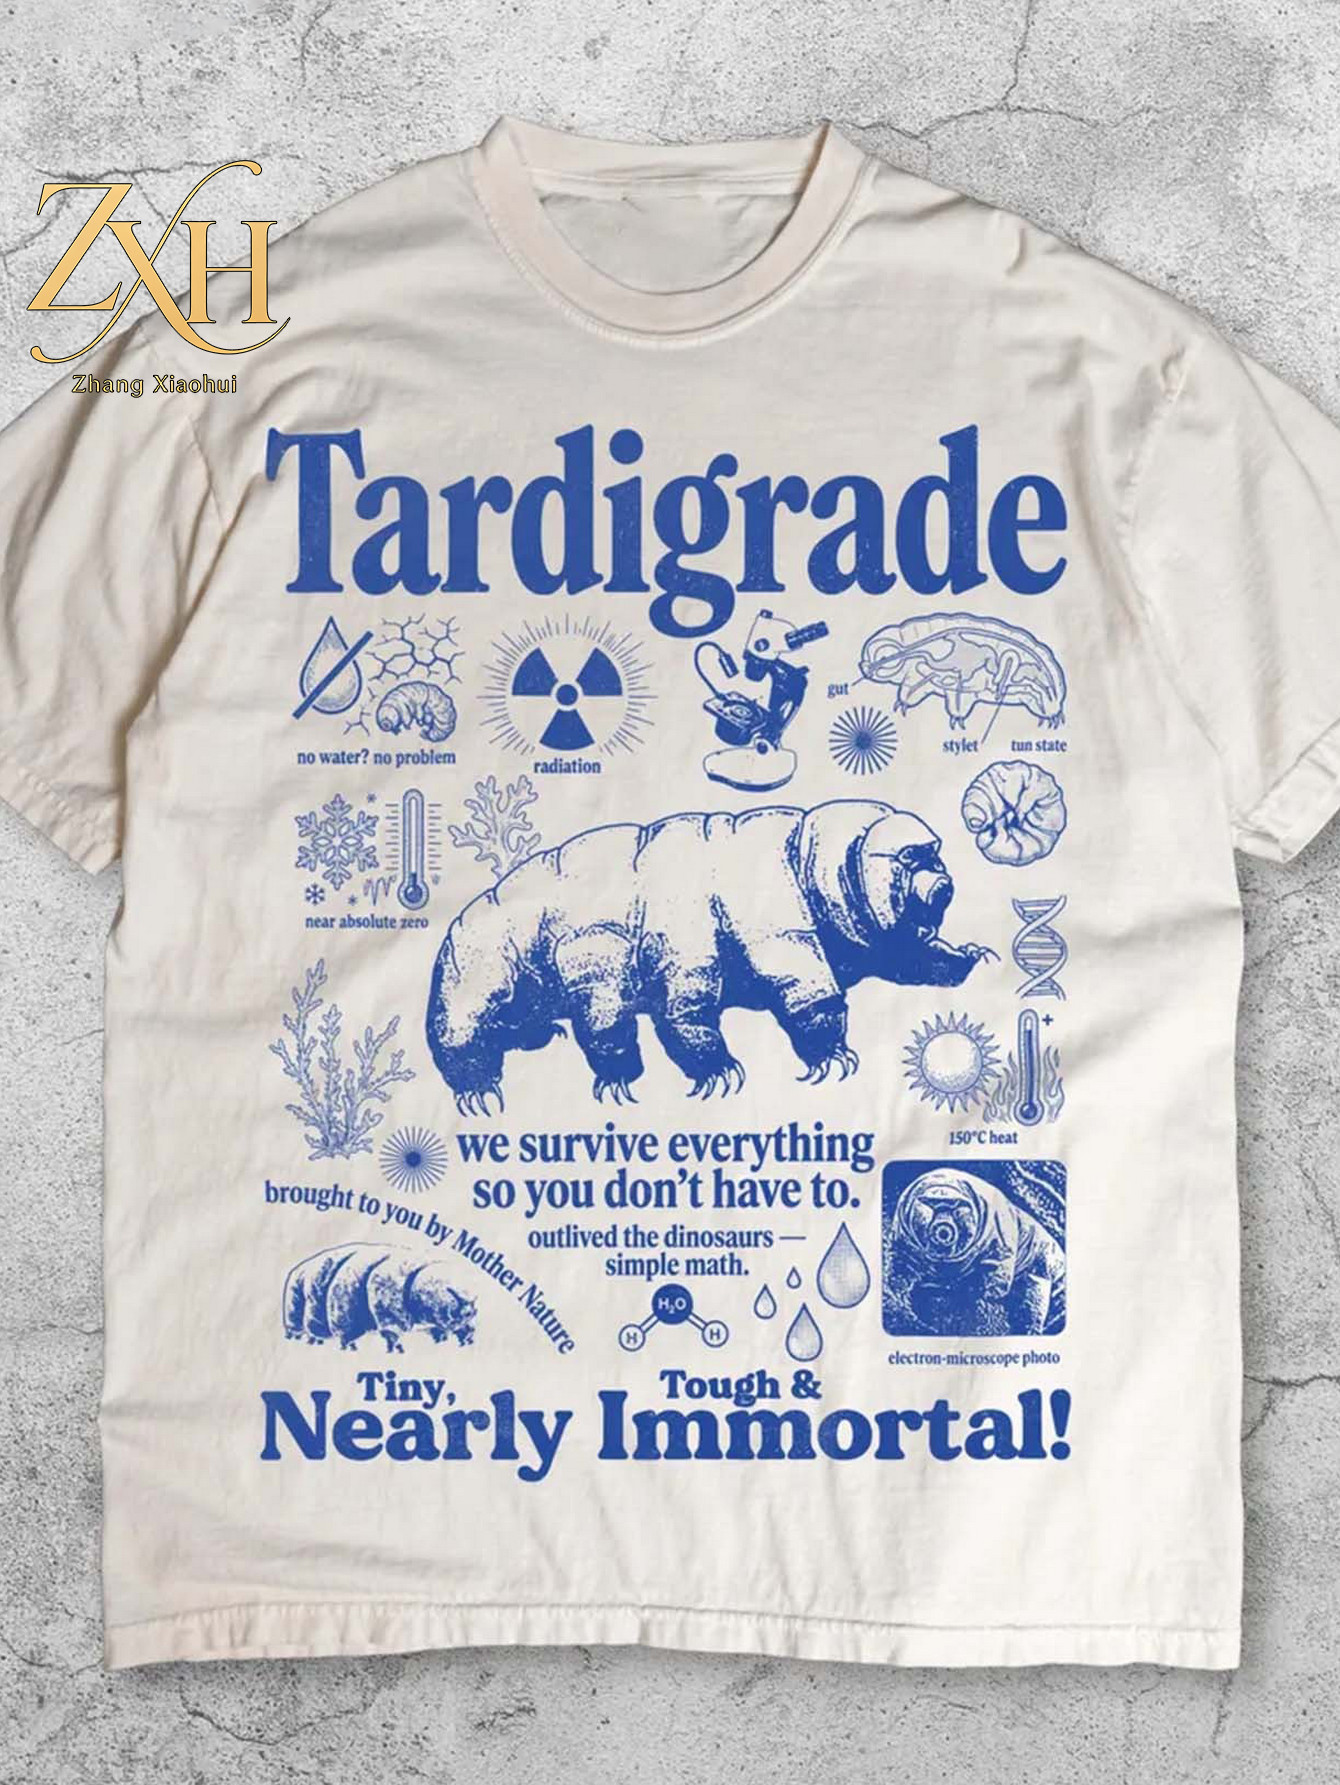 ZXH
Zhang Xiaohui
Tardigrade
no water? no problem
radiation
gut
stylet
tun state
near absolute zero
+
150°C heat
we survive everything
so you don't have to.
outlived the dinosaurs —
simple math.
brought to you by Mother Nature
H₂O
H
H
electron-microscope photo
Tiny,
Tough &
Nearly Immortal!